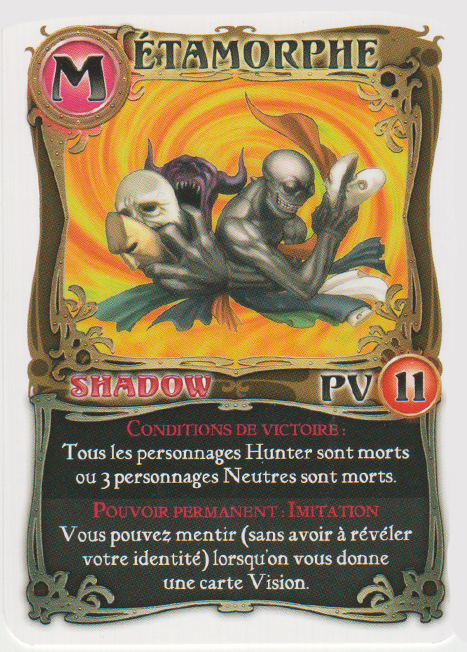 MÉTAMORPHE
SHADOW PV 11
CONDITIONS DE VICTOIRE :
Tous les personnages Hunter sont morts
ou 3 personnages Neutres sont morts.
POUVOIR PERMANENT : IMITATION
Vous pouvez mentir (sans avoir à révéler
votre identité) lorsqu'on vous donne
une carte Vision.